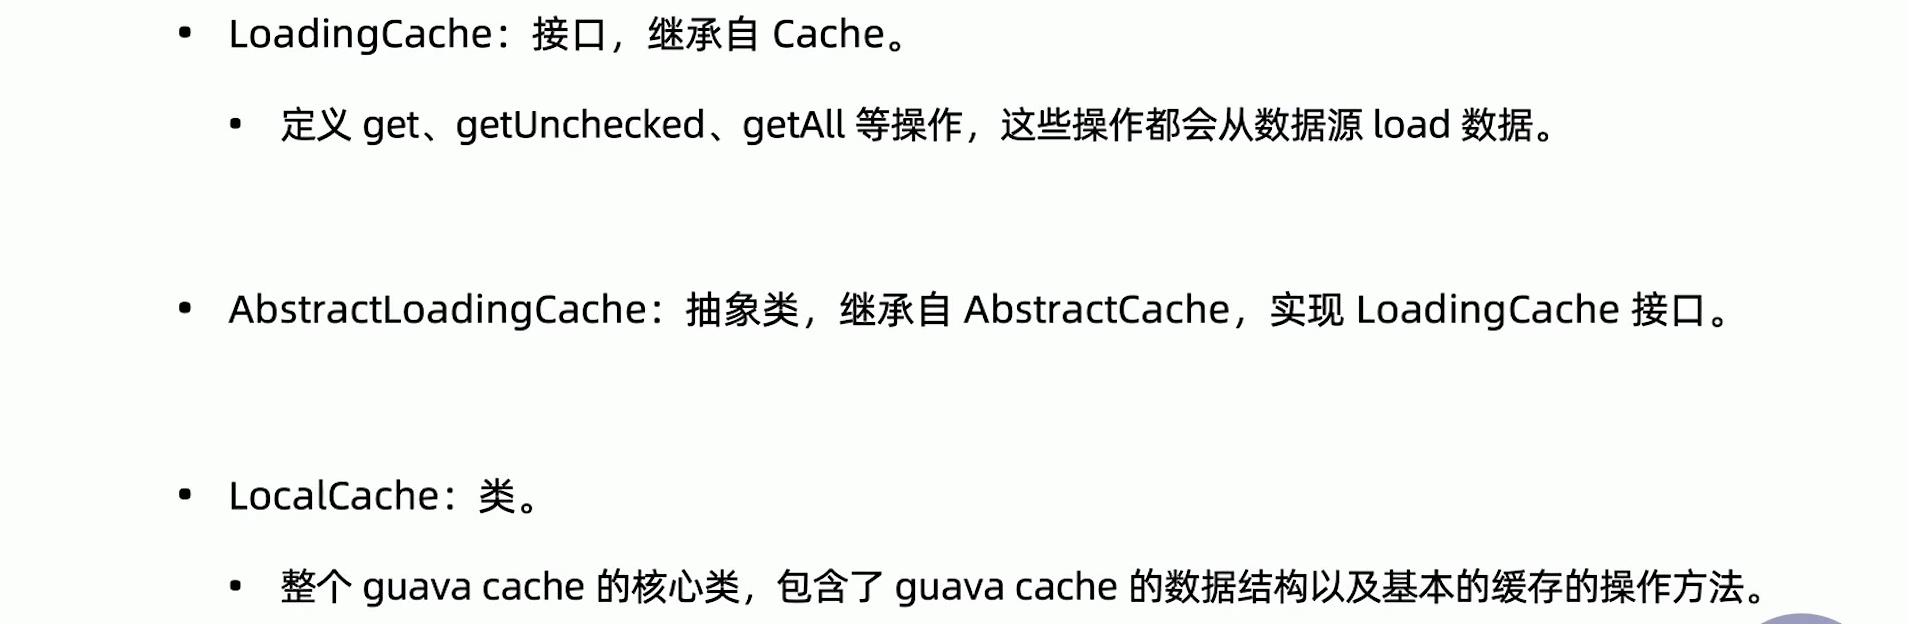 • LoadingCache：接口，继承自 Cache。
• 定义 get、getUnchecked、getAll 等操作，这些操作都会从数据源 load 数据。
• AbstractLoadingCache：抽象类，继承自 AbstractCache，实现 LoadingCache 接口。
• LocalCache：类。
• 整个 guava cache 的核心类，包含了 guava cache 的数据结构以及基本的缓存的操作方法。